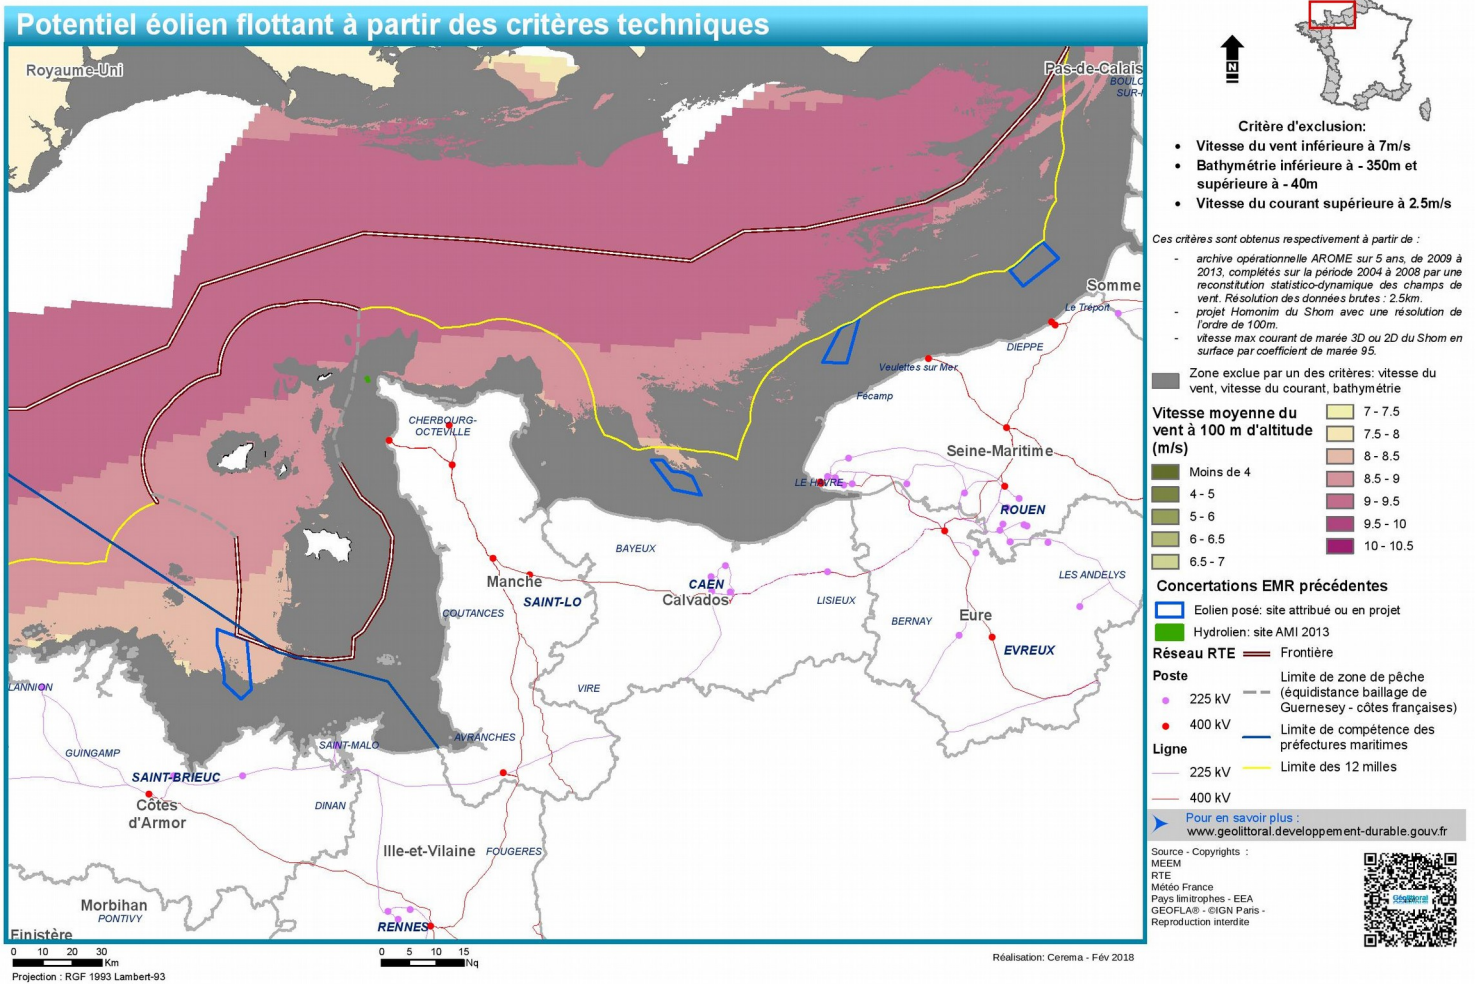 Potentiel éolien flottant à partir des critères techniques
Royaume-Uni
Pas-de-Calais
Somme
Le Tréport
DIEPPE
Veulettes sur Mer
Fécamp
CHERBOURG-
OCTEVILLE
Seine-Maritime
LE HAVRE
ROUEN
BAYEUX
Manche
CAEN
Calvados
SAINT-LO
COUTANCES
LISIEUX
LES ANDELYS
BERNAY
Eure
EVREUX
VIRE
LANNION
GUINGAMP
SAINT-MALO
AVRANCHES
SAINT-BRIEUC
Côtes
d'Armor
DINAN
Ille-et-Vilaine
FOUGERES
Morbihan
PONTIVY
RENNES
Finistère
0 10 20 30
Km
0 5 10 15
Nq
Projection : RGF 1993 Lambert-93
Réalisation: Cerema - Fév 2018
N
Critère d'exclusion:
• Vitesse du vent inférieure à 7m/s
• Bathymétrie inférieure à - 350m et
supérieure à - 40m
• Vitesse du courant supérieure à 2.5m/s
Ces critères sont obtenus respectivement à partir de :
- archive opérationnelle AROME sur 5 ans, de 2009 à
2013, complétés sur la période 2004 à 2008 par une
reconstitution statistico-dynamique des champs de
vent. Résolution des données brutes : 2.5km.
- projet Homonim du Shom avec une résolution de
l'ordre de 100m.
- vitesse max courant de marée 3D ou 2D du Shom en
surface par coefficient de marée 95.
Zone exclue par un des critères: vitesse du
vent, vitesse du courant, bathymétrie
Vitesse moyenne du
vent à 100 m d'altitude
(m/s)
Moins de 4
4 - 5
5 - 6
6 - 6.5
6.5 - 7
7 - 7.5
7.5 - 8
8 - 8.5
8.5 - 9
9 - 9.5
9.5 - 10
10 - 10.5
Concertations EMR précédentes
Eolien posé: site attribué ou en projet
Hydrolien: site AMI 2013
Réseau RTE
Poste
225 kV
400 kV
Ligne
225 kV
400 kV
Frontière
Limite de zone de pêche
(équidistance baillage de
Guernesey - côtes françaises)
Limite de compétence des
préfectures maritimes
Limite des 12 milles
Pour en savoir plus :
www.geolittoral.developpement-durable.gouv.fr
Source - Copyrights :
MEEM
RTE
Météo France
Pays limitrophes - EEA
GEOFLA® - ©IGN Paris -
Reproduction interdite